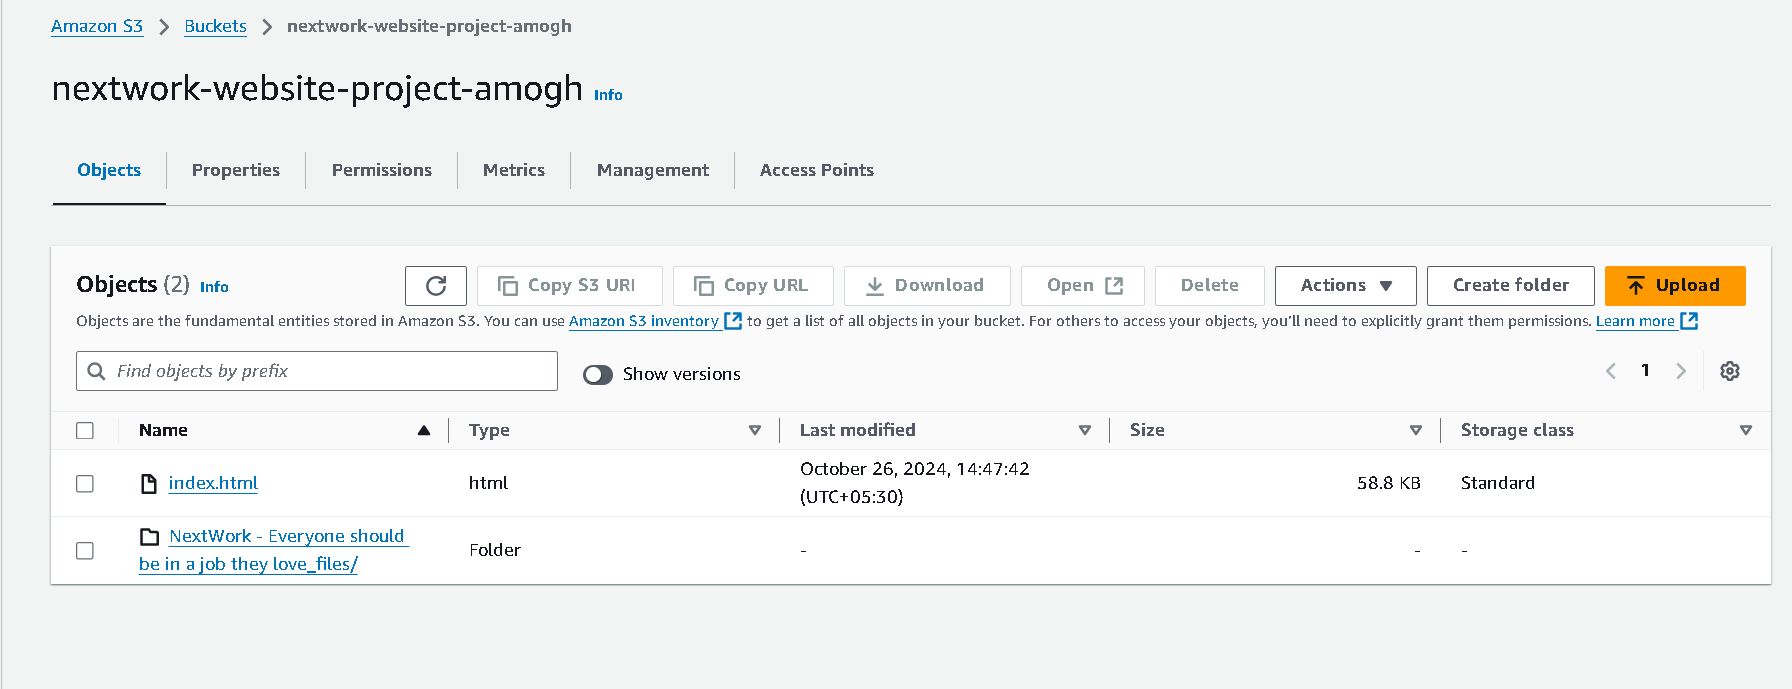 Amazon S3 > Buckets > nextwork-website-project-amogh
nextwork-website-project-amogh Info
Objects Properties Permissions Metrics Management Access Points
Objects (2) Info Copy S3 URI Copy URL Download Open Delete Actions Create folder Upload
Objects are the fundamental entities stored in Amazon S3. You can use Amazon S3 inventory to get a list of all objects in your bucket. For others to access your objects, you'll need to explicitly grant them permissions. Learn more
Find objects by prefix Show versions 1
Name Type Last modified Size Storage class
index.html html October 26, 2024, 14:47:42 58.8 KB Standard
(UTC+05:30)
NextWork - Everyone should Folder - - -
be in a job they love_files/